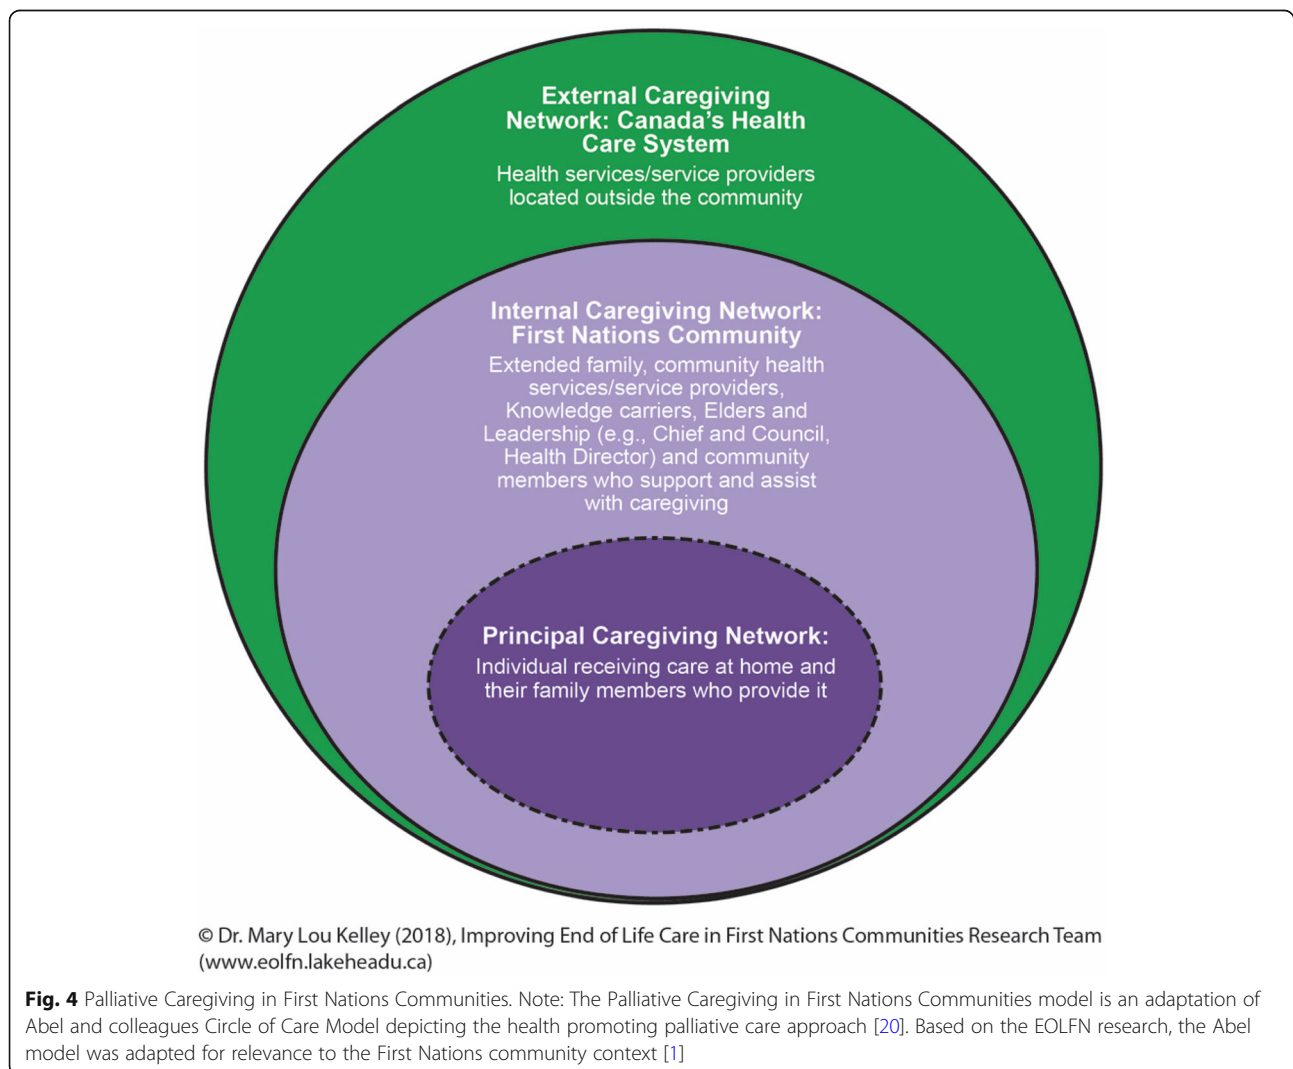 External Caregiving
Network: Canada's Health
Care System
Health services/service providers
located outside the community
Internal Caregiving Network:
First Nations Community
Extended family, community health
services/service providers,
Knowledge carriers, Elders and
Leadership (e.g., Chief and Council,
Health Director) and community
members who support and assist
with caregiving
Principal Caregiving Network:
Individual receiving care at home and
their family members who provide it
© Dr. Mary Lou Kelley (2018), Improving End of Life Care in First Nations Communities Research Team
(www.eolfn.lakeheadu.ca)
Fig. 4 Palliative Caregiving in First Nations Communities. Note: The Palliative Caregiving in First Nations Communities model is an adaptation of
Abel and colleagues Circle of Care Model depicting the health promoting palliative care approach [20]. Based on the EOLFN research, the Abel
model was adapted for relevance to the First Nations community context [1]